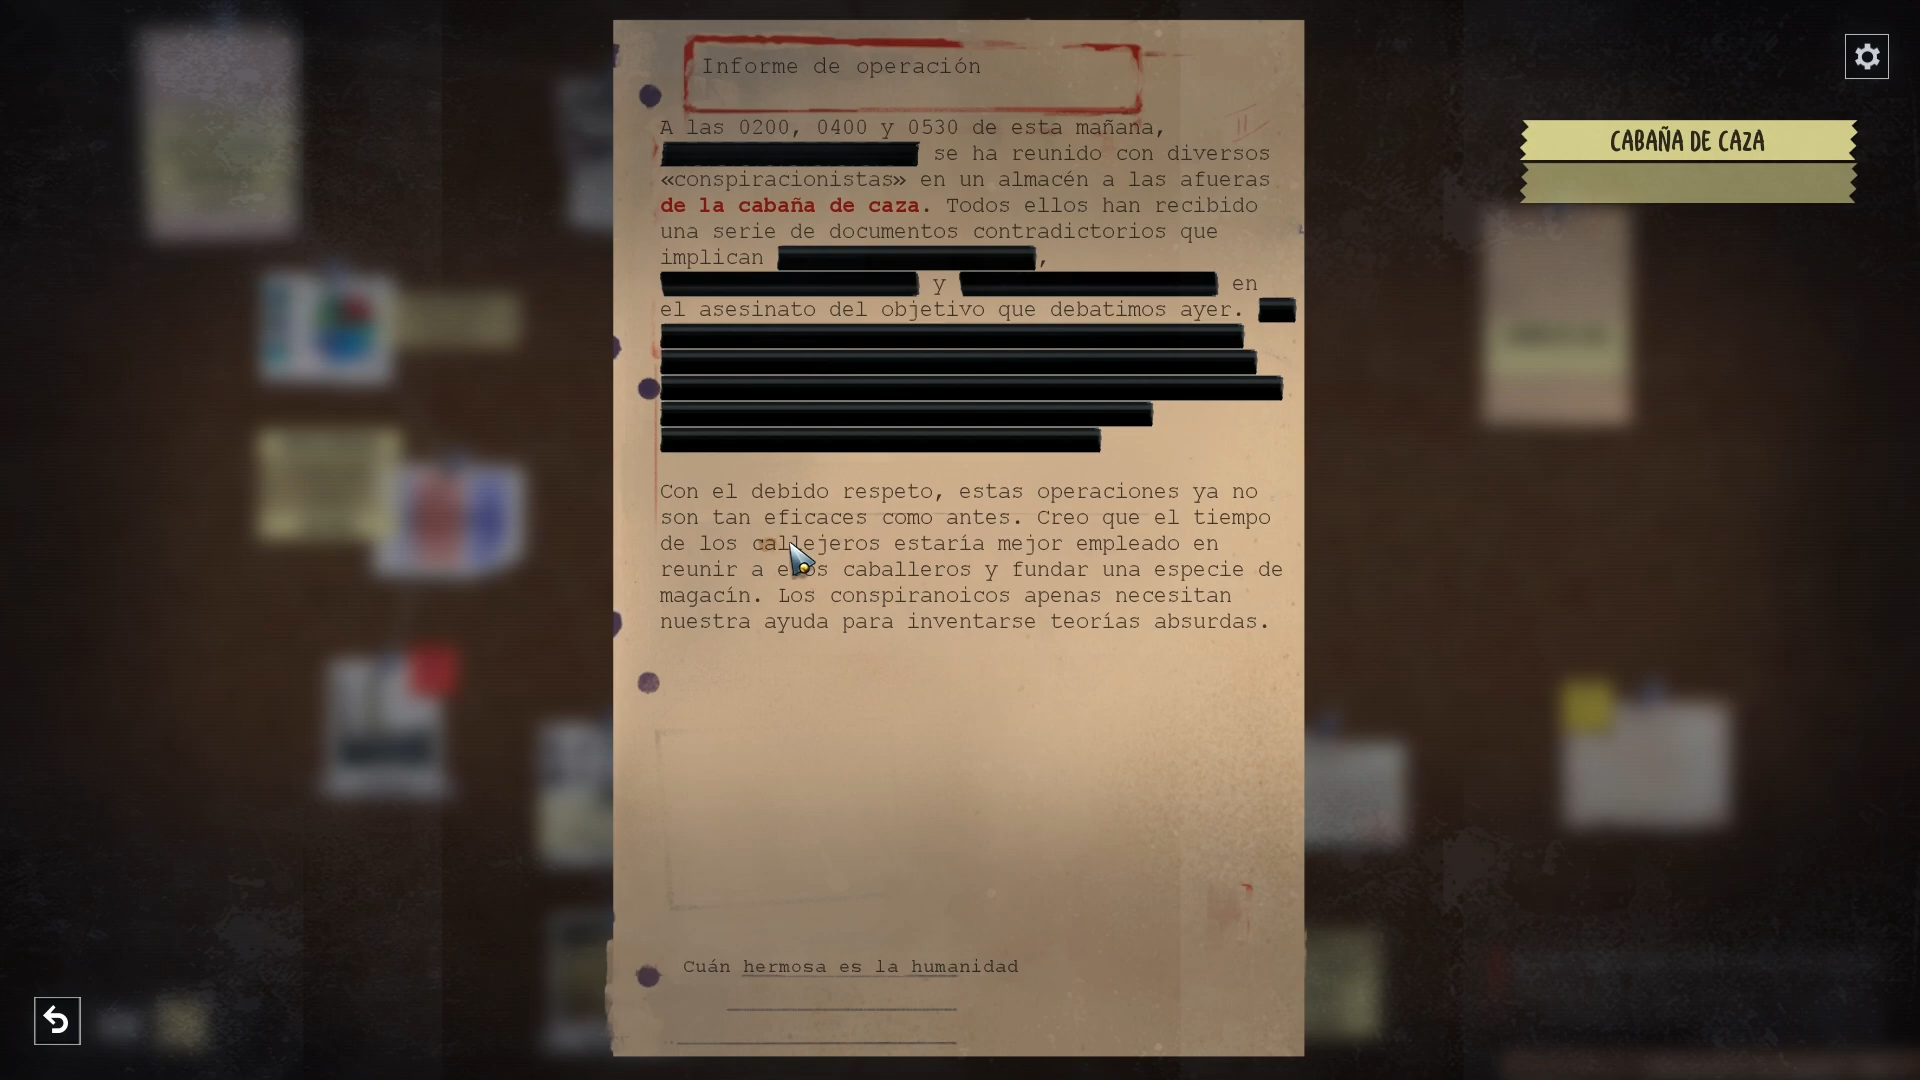 Informe de operación
A las 0200, 0400 y 0530 de esta mañana,
se ha reunido con diversos
«conspiracionistas» en un almacén a las afueras
de la cabaña de caza. Todos ellos han recibido
una serie de documentos contradictorios que
implican ,
y en
el asesinato del objetivo que debatimos ayer.
Con el debido respeto, estas operaciones ya no
son tan eficaces como antes. Creo que el tiempo
de los callejeros estaría mejor empleado en
reunir a esos caballeros y fundar una especie de
magacín. Los conspiranoicos apenas necesitan
nuestra ayuda para inventarse teorías absurdas.
Cuán hermosa es la humanidad
CABAÑA DE CAZA